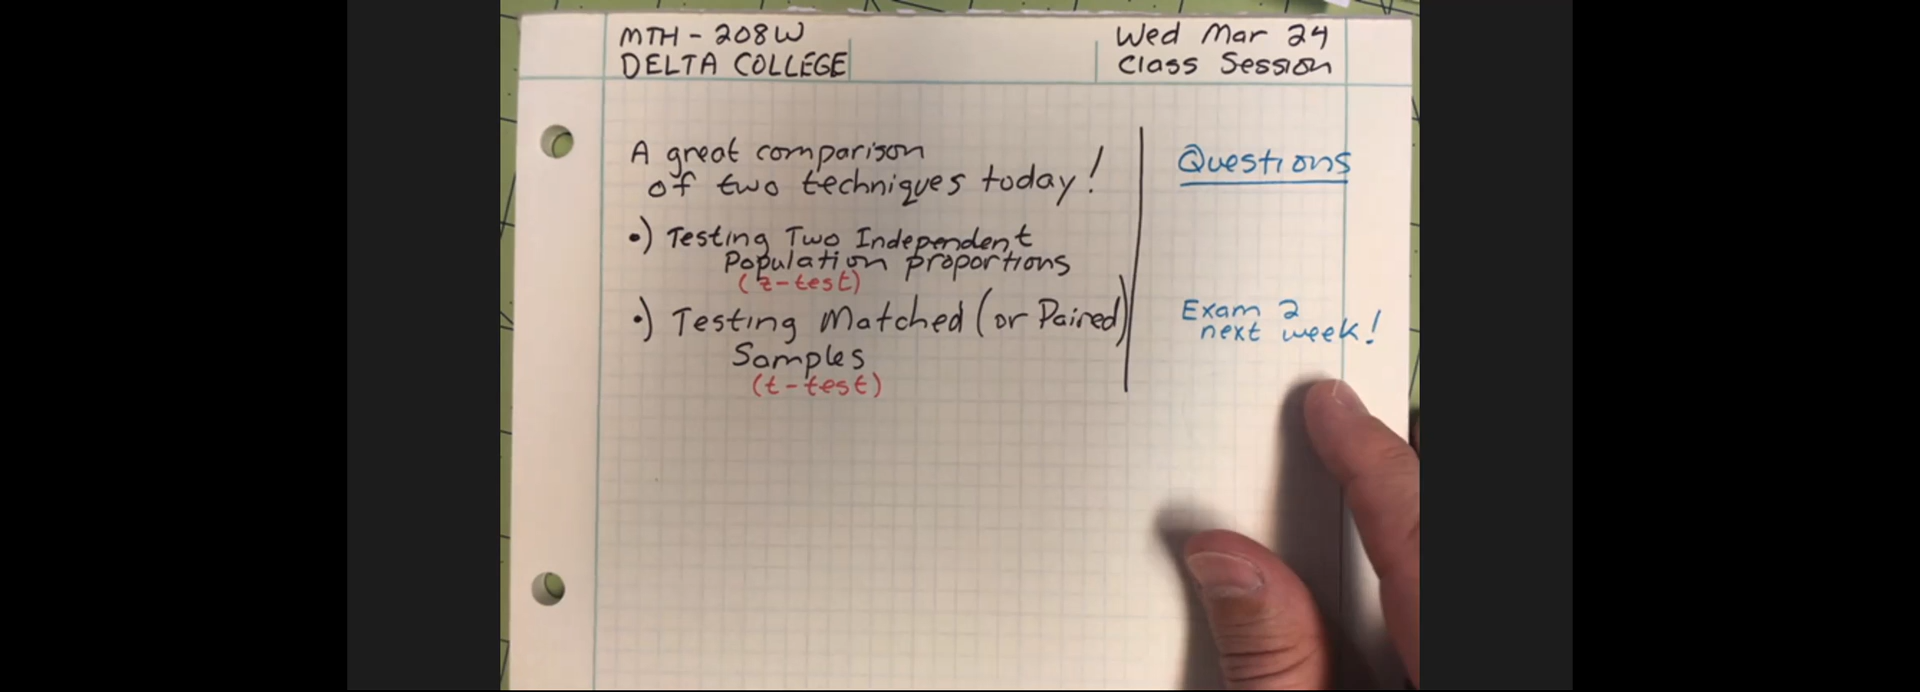 MTH - 208W
DELTA COLLEGE
Wed Mar 24
Class Session
A great comparison
of two techniques today!
•) Testing Two Independent
Population proportions
(z-test)
•) Testing Matched (or Paired)
Samples
(t-test)
Questions
Exam 2
next week!